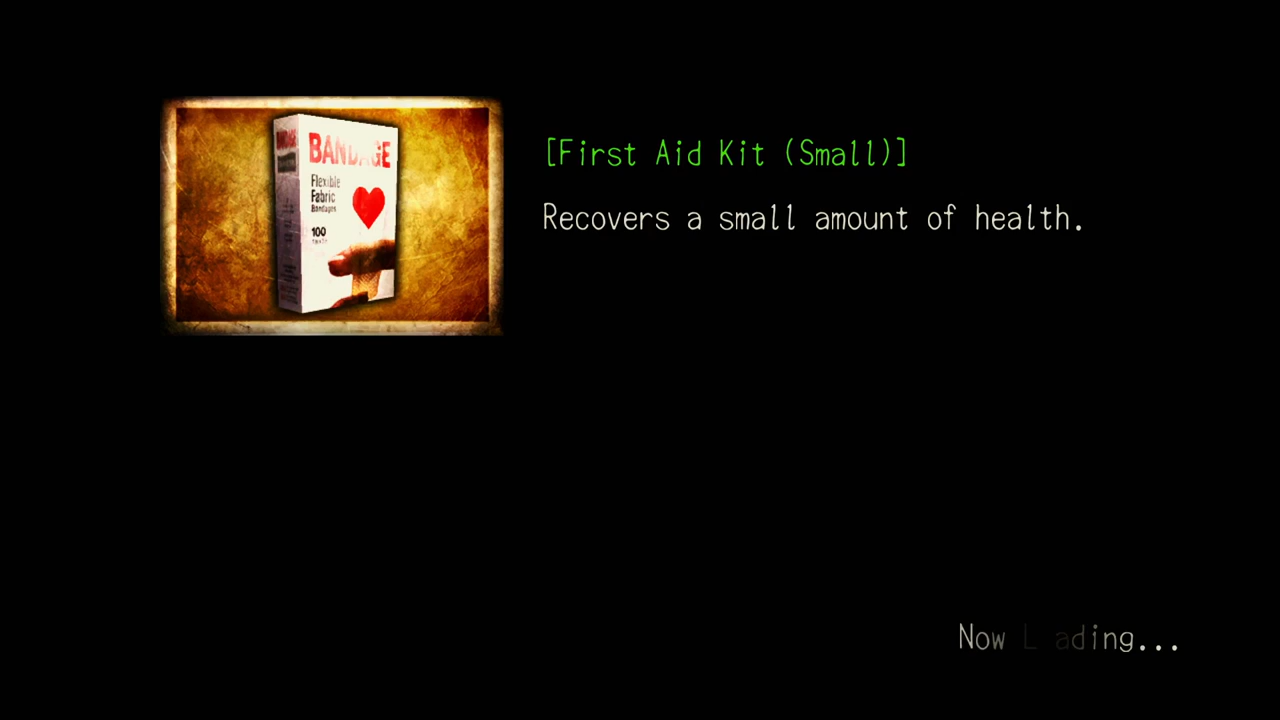 BANDAGE
Flexible
Fabric
Bandages
100
[First Aid Kit (Small)]
Recovers a small amount of health.
Now L ading...